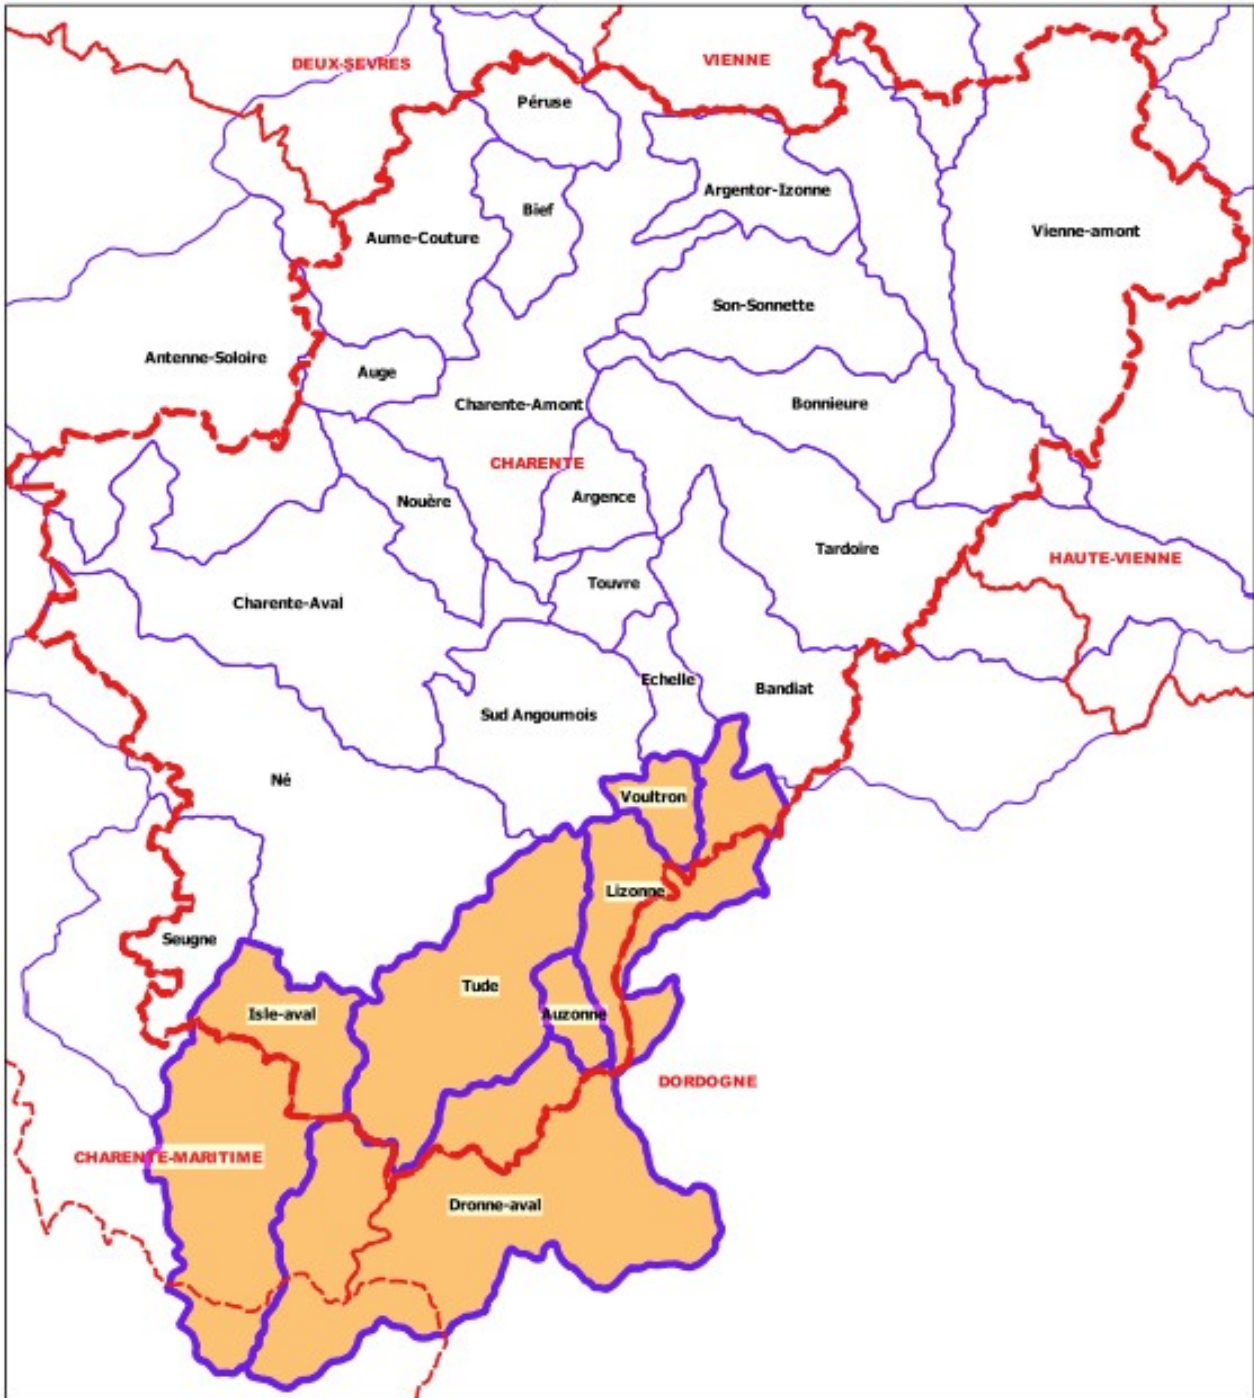 DEUX-SEVRES
VIENNE
Péruse
Argentor-Izonne
Bief
Aume-Couture
Vienne-amont
Son-Sonnette
Antenne-Soloire
Auge
Charente-Amont
Bonnieure
CHARENTE
Nouère
Argence
Tardoire
HAUTE-VIENNE
Touvre
Charente-Aval
Echelle
Bandiat
Sud Angoumois
Né
Voultron
Lizonne
Seugne
Tude
Isle-aval
Auzonne
DORDOGNE
CHARENTE-MARITIME
Dronne-aval